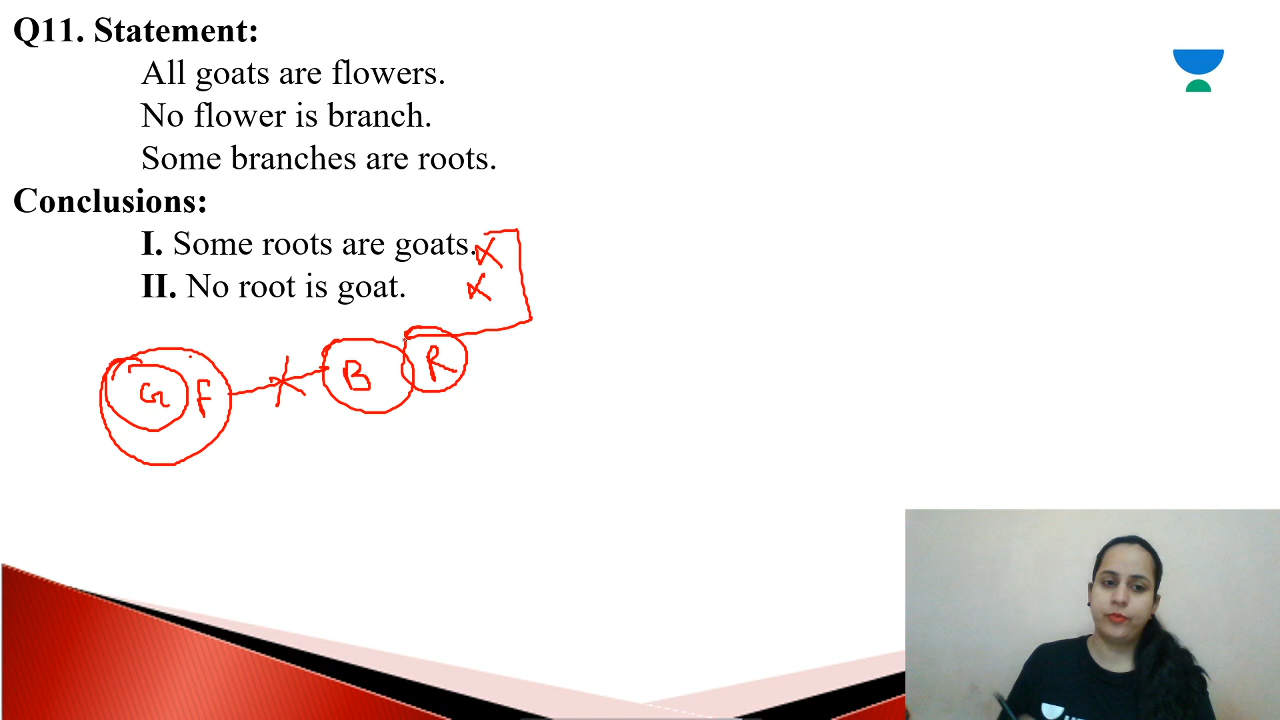 Q11. Statement:
All goats are flowers.
No flower is branch.
Some branches are roots.
Conclusions:
I. Some roots are goats.
II. No root is goat.
G F B R